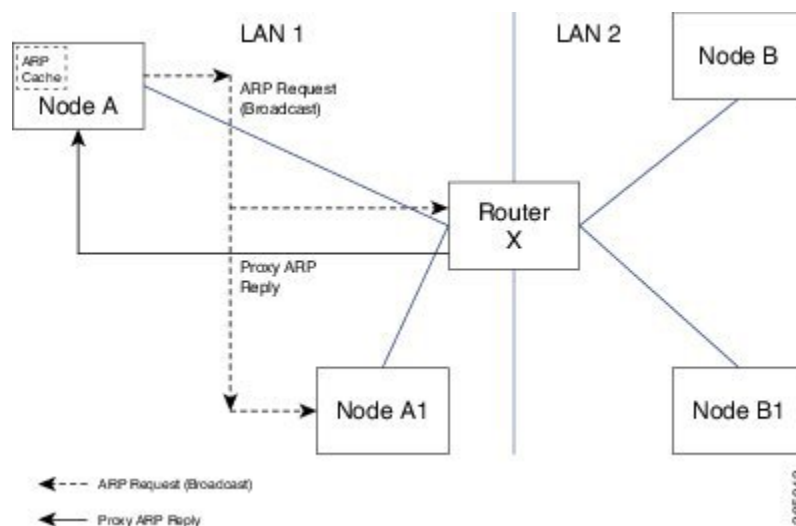 LAN 1
LAN 2
ARP
Cache
Node A
ARP Request
(Broadcast)
Node B
Router
X
Proxy ARP
Reply
Node A1
Node B1
ARP Request (Broadcast)
Proxy ARP Reply